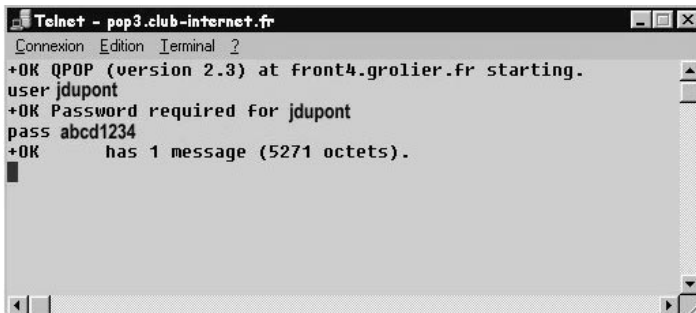 Telnet - pop3.club-internet.fr
Connexion Edition Terminal ?
+OK QPOP (version 2.3) at front4.grolier.fr starting.
user jdupont
+OK Password required for jdupont
pass abcd1234
+OK has 1 message (5271 octets).